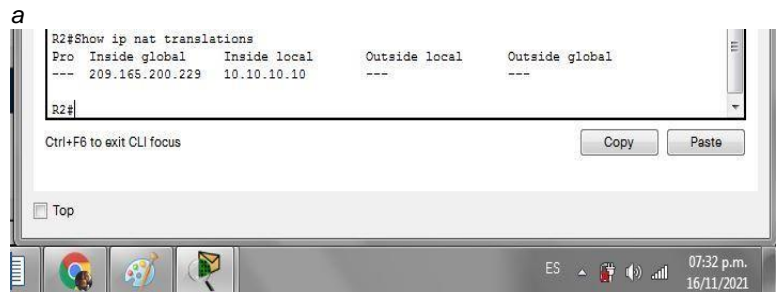 a
R2#Show ip nat translations
Pro Inside global Inside local Outside local Outside global
--- 209.165.200.229 10.10.10.10 --- ---
R2#
Ctrl+F6 to exit CLI focus
Copy Paste
Top
ES 07:32 p.m.
16/11/2021